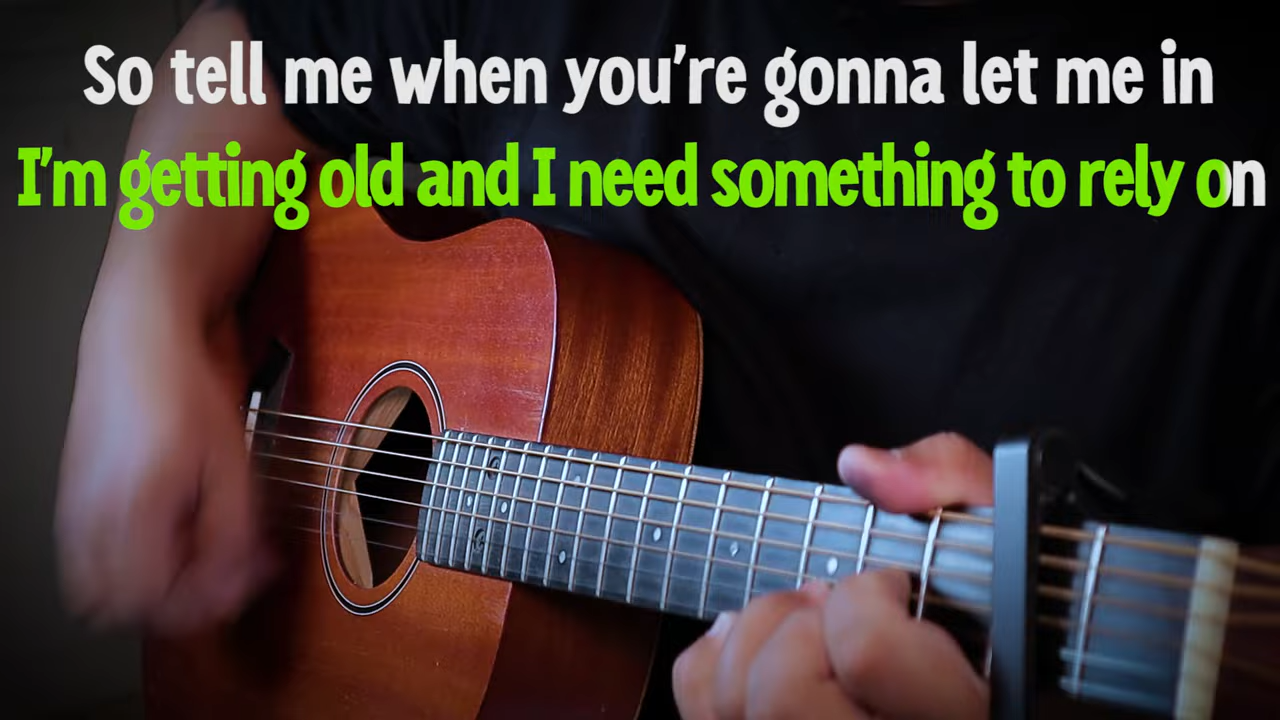 So tell me when you're gonna let me in
I'm getting old and I need something to rely on